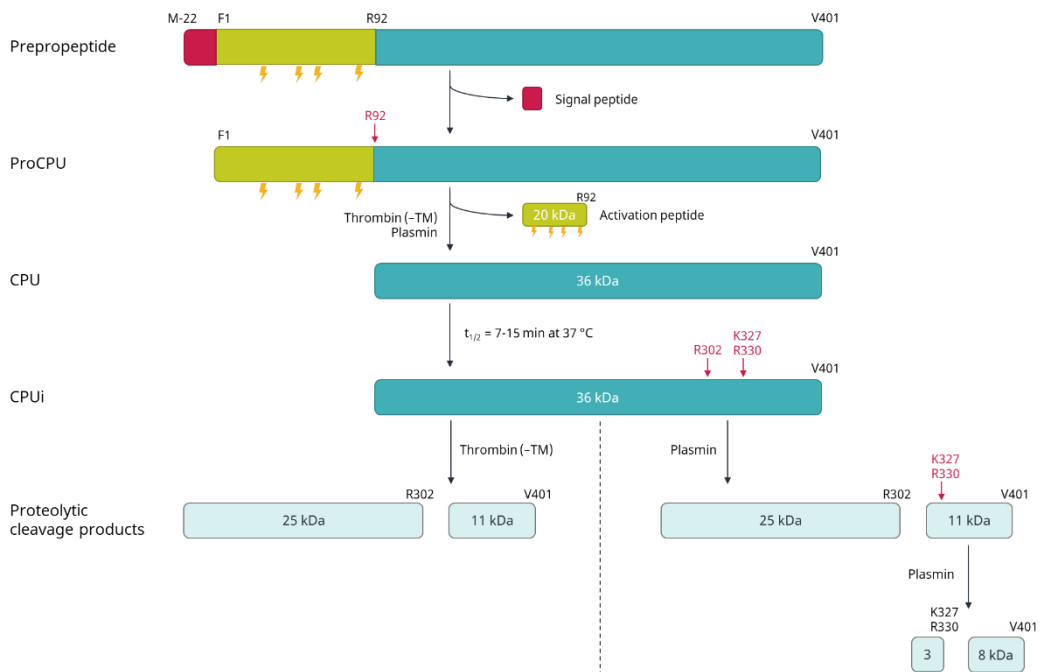 M-22 F1 R92 V401
Prepropeptide
Signal peptide
R92
F1 V401
ProCPU
Thrombin (–TM)
Plasmin
R92
20 kDa Activation peptide
V401
CPU 36 kDa
t1/2 = 7-15 min at 37 °C
K327
R302 R330
V401
CPUi 36 kDa
Thrombin (–TM) Plasmin
K327
R330
R302 V401 R302 V401
Proteolytic
cleavage products
25 kDa 11 kDa 25 kDa 11 kDa
Plasmin
K327
R330 V401
3 8 kDa